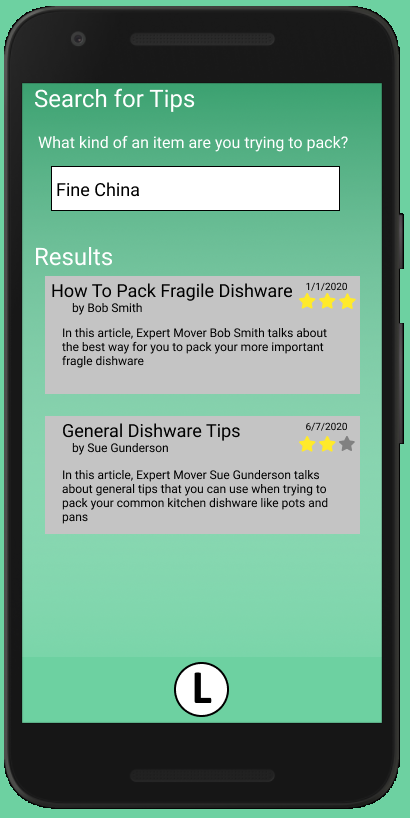 Search for Tips
What kind of an item are you trying to pack?
Fine China
Results
How To Pack Fragile Dishware
1/1/2020
by Bob Smith
In this article, Expert Mover Bob Smith talks about
the best way for you to pack your more important
fragle dishware
General Dishware Tips
6/7/2020
by Sue Gunderson
In this article, Expert Mover Sue Gunderson talks
about general tips that you can use when trying to
pack your common kitchen dishware like pots and
pans
L